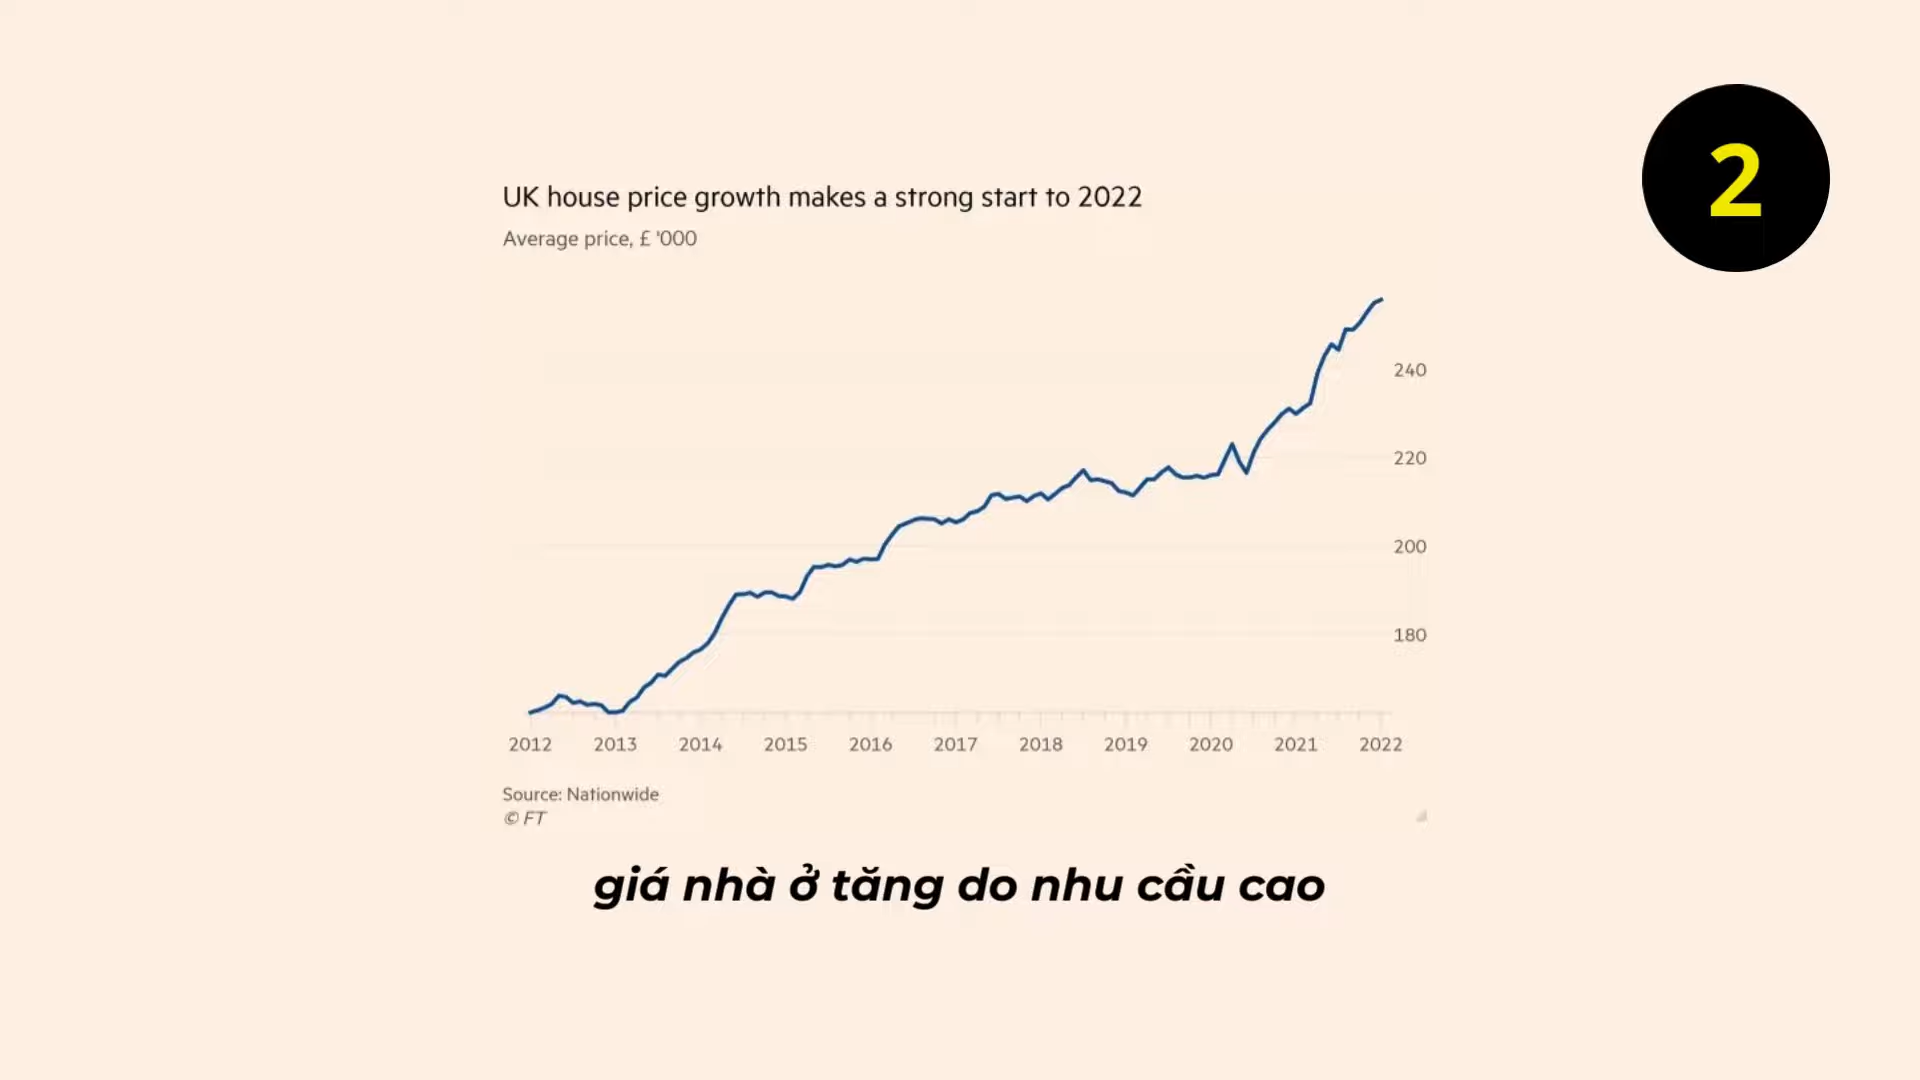 2
UK house price growth makes a strong start to 2022
Average price, £ '000
240
220
200
180
2012 2013 2014 2015 2016 2017 2018 2019 2020 2021 2022
Source: Nationwide
© FT
giá nhà ở tăng do nhu cầu cao